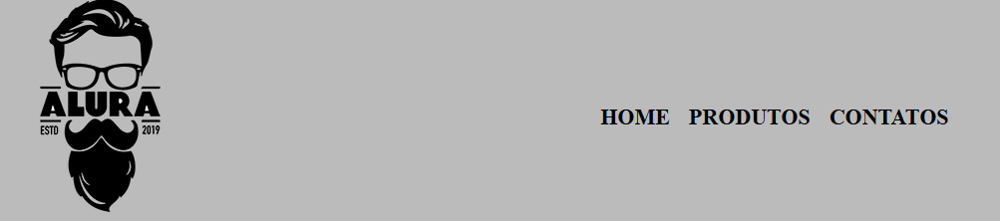 ALURA
ESTD 2019
HOME PRODUTOS CONTATOS